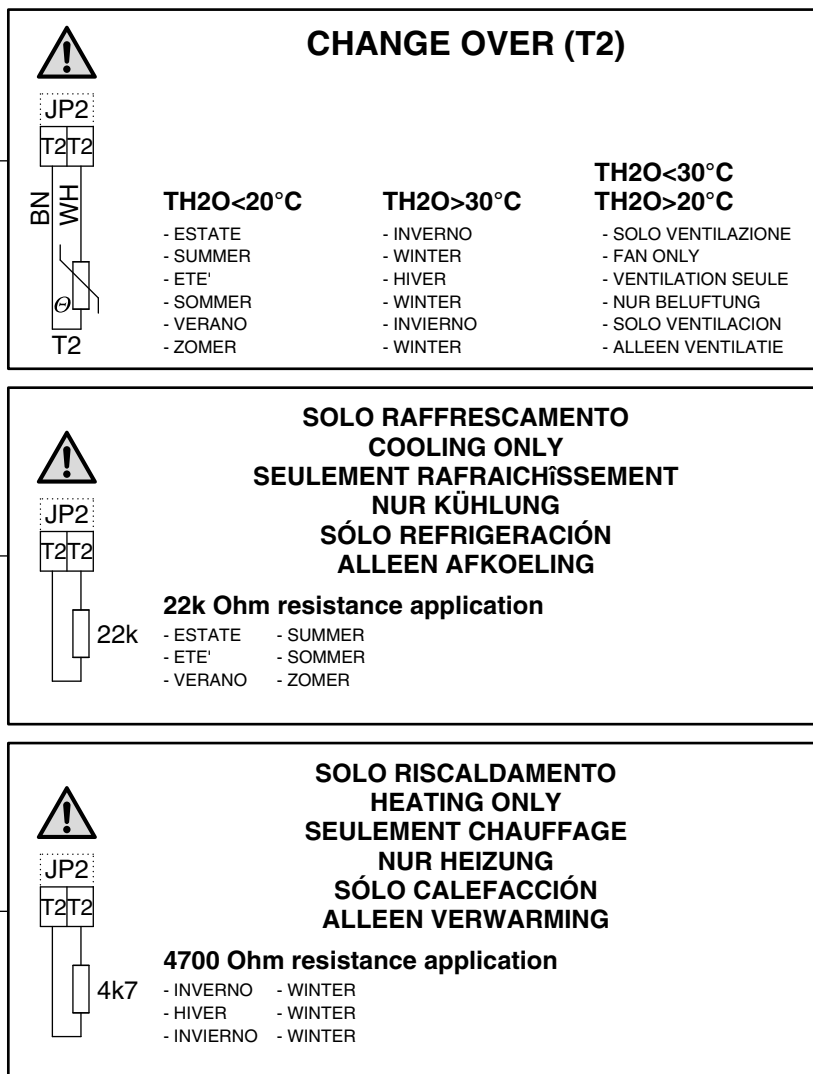 CHANGE OVER (T2)
JP2
T2 T2
BN
WH
Θ
T2
TH2O<20°C
- ESTATE
- SUMMER
- ETE'
- SOMMER
- VERANO
- ZOMER
TH2O>30°C
- INVERNO
- WINTER
- HIVER
- WINTER
- INVIERNO
- WINTER
TH2O<30°C
TH2O>20°C
- SOLO VENTILAZIONE
- FAN ONLY
- VENTILATION SEULE
- NUR BELUFTUNG
- SOLO VENTILACION
- ALLEEN VENTILATIE
SOLO RAFFRESCAMENTO
COOLING ONLY
SEULEMENT RAFRAICHÎSSEMENT
NUR KÜHLUNG
SÓLO REFRIGERACIÓN
ALLEEN AFKOELING
JP2
T2 T2
22k
22k Ohm resistance application
- ESTATE - SUMMER
- ETE' - SOMMER
- VERANO - ZOMER
SOLO RISCALDAMENTO
HEATING ONLY
SEULEMENT CHAUFFAGE
NUR HEIZUNG
SÓLO CALEFACCIÓN
ALLEEN VERWARMING
JP2
T2 T2
4k7
4700 Ohm resistance application
- INVERNO - WINTER
- HIVER - WINTER
- INVIERNO - WINTER